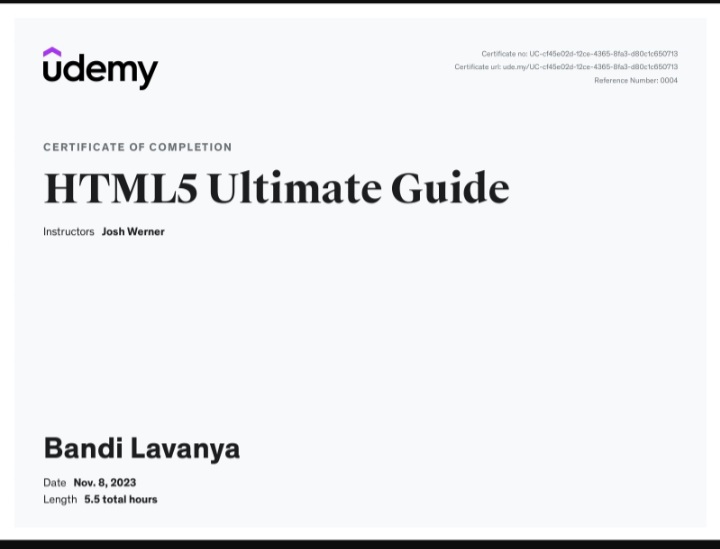 udemy
Certificate no: UC-cf45e02d-12ce-4365-8fa3-d80c1c650713
Certificate url: ude.my/UC-cf45e02d-12ce-4365-8fa3-d80c1c650713
Reference Number: 0004
CERTIFICATE OF COMPLETION
HTML5 Ultimate Guide
Instructors Josh Werner
Bandi Lavanya
Date Nov. 8, 2023
Length 5.5 total hours